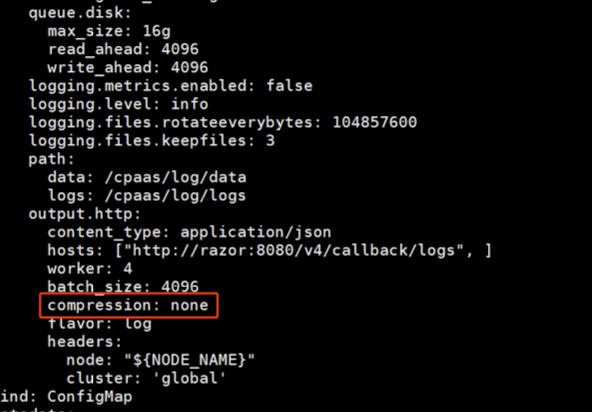 queue.disk:
max_size: 16g
read_ahead: 4096
write_ahead: 4096
logging.metrics.enabled: false
logging.level: info
logging.files.rotateeverybytes: 104857600
logging.files.keepfiles: 3
path:
data: /cpaas/log/data
logs: /cpaas/log/logs
output.http:
content_type: application/json
hosts: ["http://razor:8080/v4/callback/logs", ]
worker: 4
batch_size: 4096
compression: none
flavor: log
headers:
node: "${NODE_NAME}"
cluster: 'global'
ind: ConfigMap